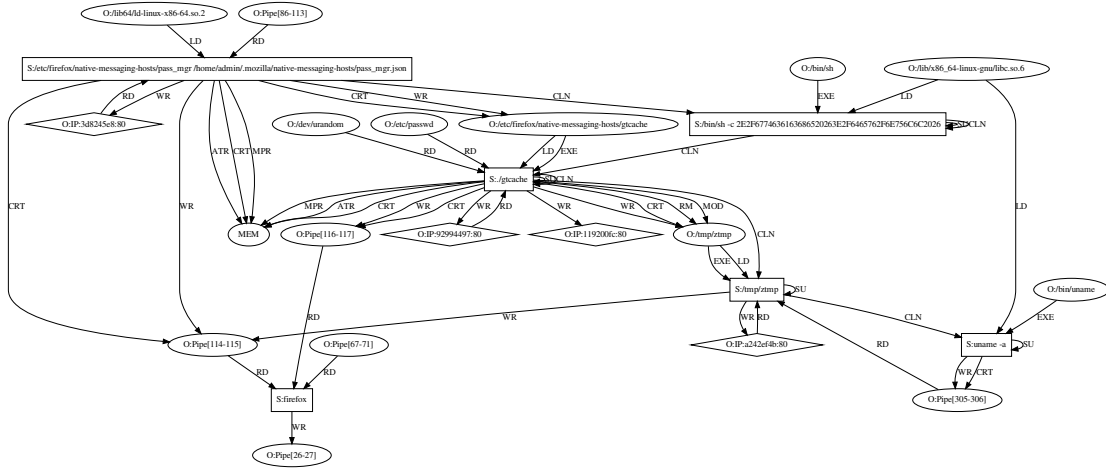 O:/lib64/ld-linux-x86-64.so.2
O:Pipe[86-113]
LD
RD
S:/etc/firefox/native-messaging-hosts/pass_mgr /home/admin/.mozilla/native-messaging-hosts/pass_mgr.json
O:/bin/sh
O:/lib/x86_64-linux-gnu/libc.so.6
RD
WR
CRT
WR
CLN
EXE
LD
O:IP:3d8245e8:80
O:/dev/urandom
O:/etc/passwd
O:/etc/firefox/native-messaging-hosts/gtcache
S:/bin/sh -c 2E2F6774636163686520263E2F6465762F6E756C6C2026
ATR
CRT
MPR
RD
RD
LD
EXE
CLN
S:./gtcache
CRT
WR
MPR
ATR
CRT
WR
CRT
WR
RD
WR
WR
CRT
RM
MOD
CLN
LD
MEM
O:Pipe[116-117]
O:IP:92994497:80
O:IP:119200fc:80
O:/tmp/ztmp
EXE
LD
S:/tmp/ztmp
SU
O:/bin/uname
RD
WR
WR
RD
CLN
EXE
O:Pipe[114-115]
O:Pipe[67-71]
O:IP:a242ef4b:80
RD
S:uname -a
SU
RD
RD
WR
CRT
S:firefox
O:Pipe[305-306]
WR
O:Pipe[26-27]